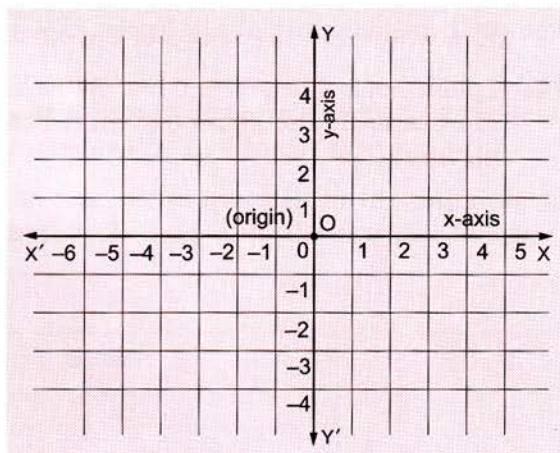 Y
4
y-axis
3
2
1
(origin) O x-axis
X′ –6 –5 –4 –3 –2 –1 0 1 2 3 4 5 X
–1
–2
–3
–4
Y′